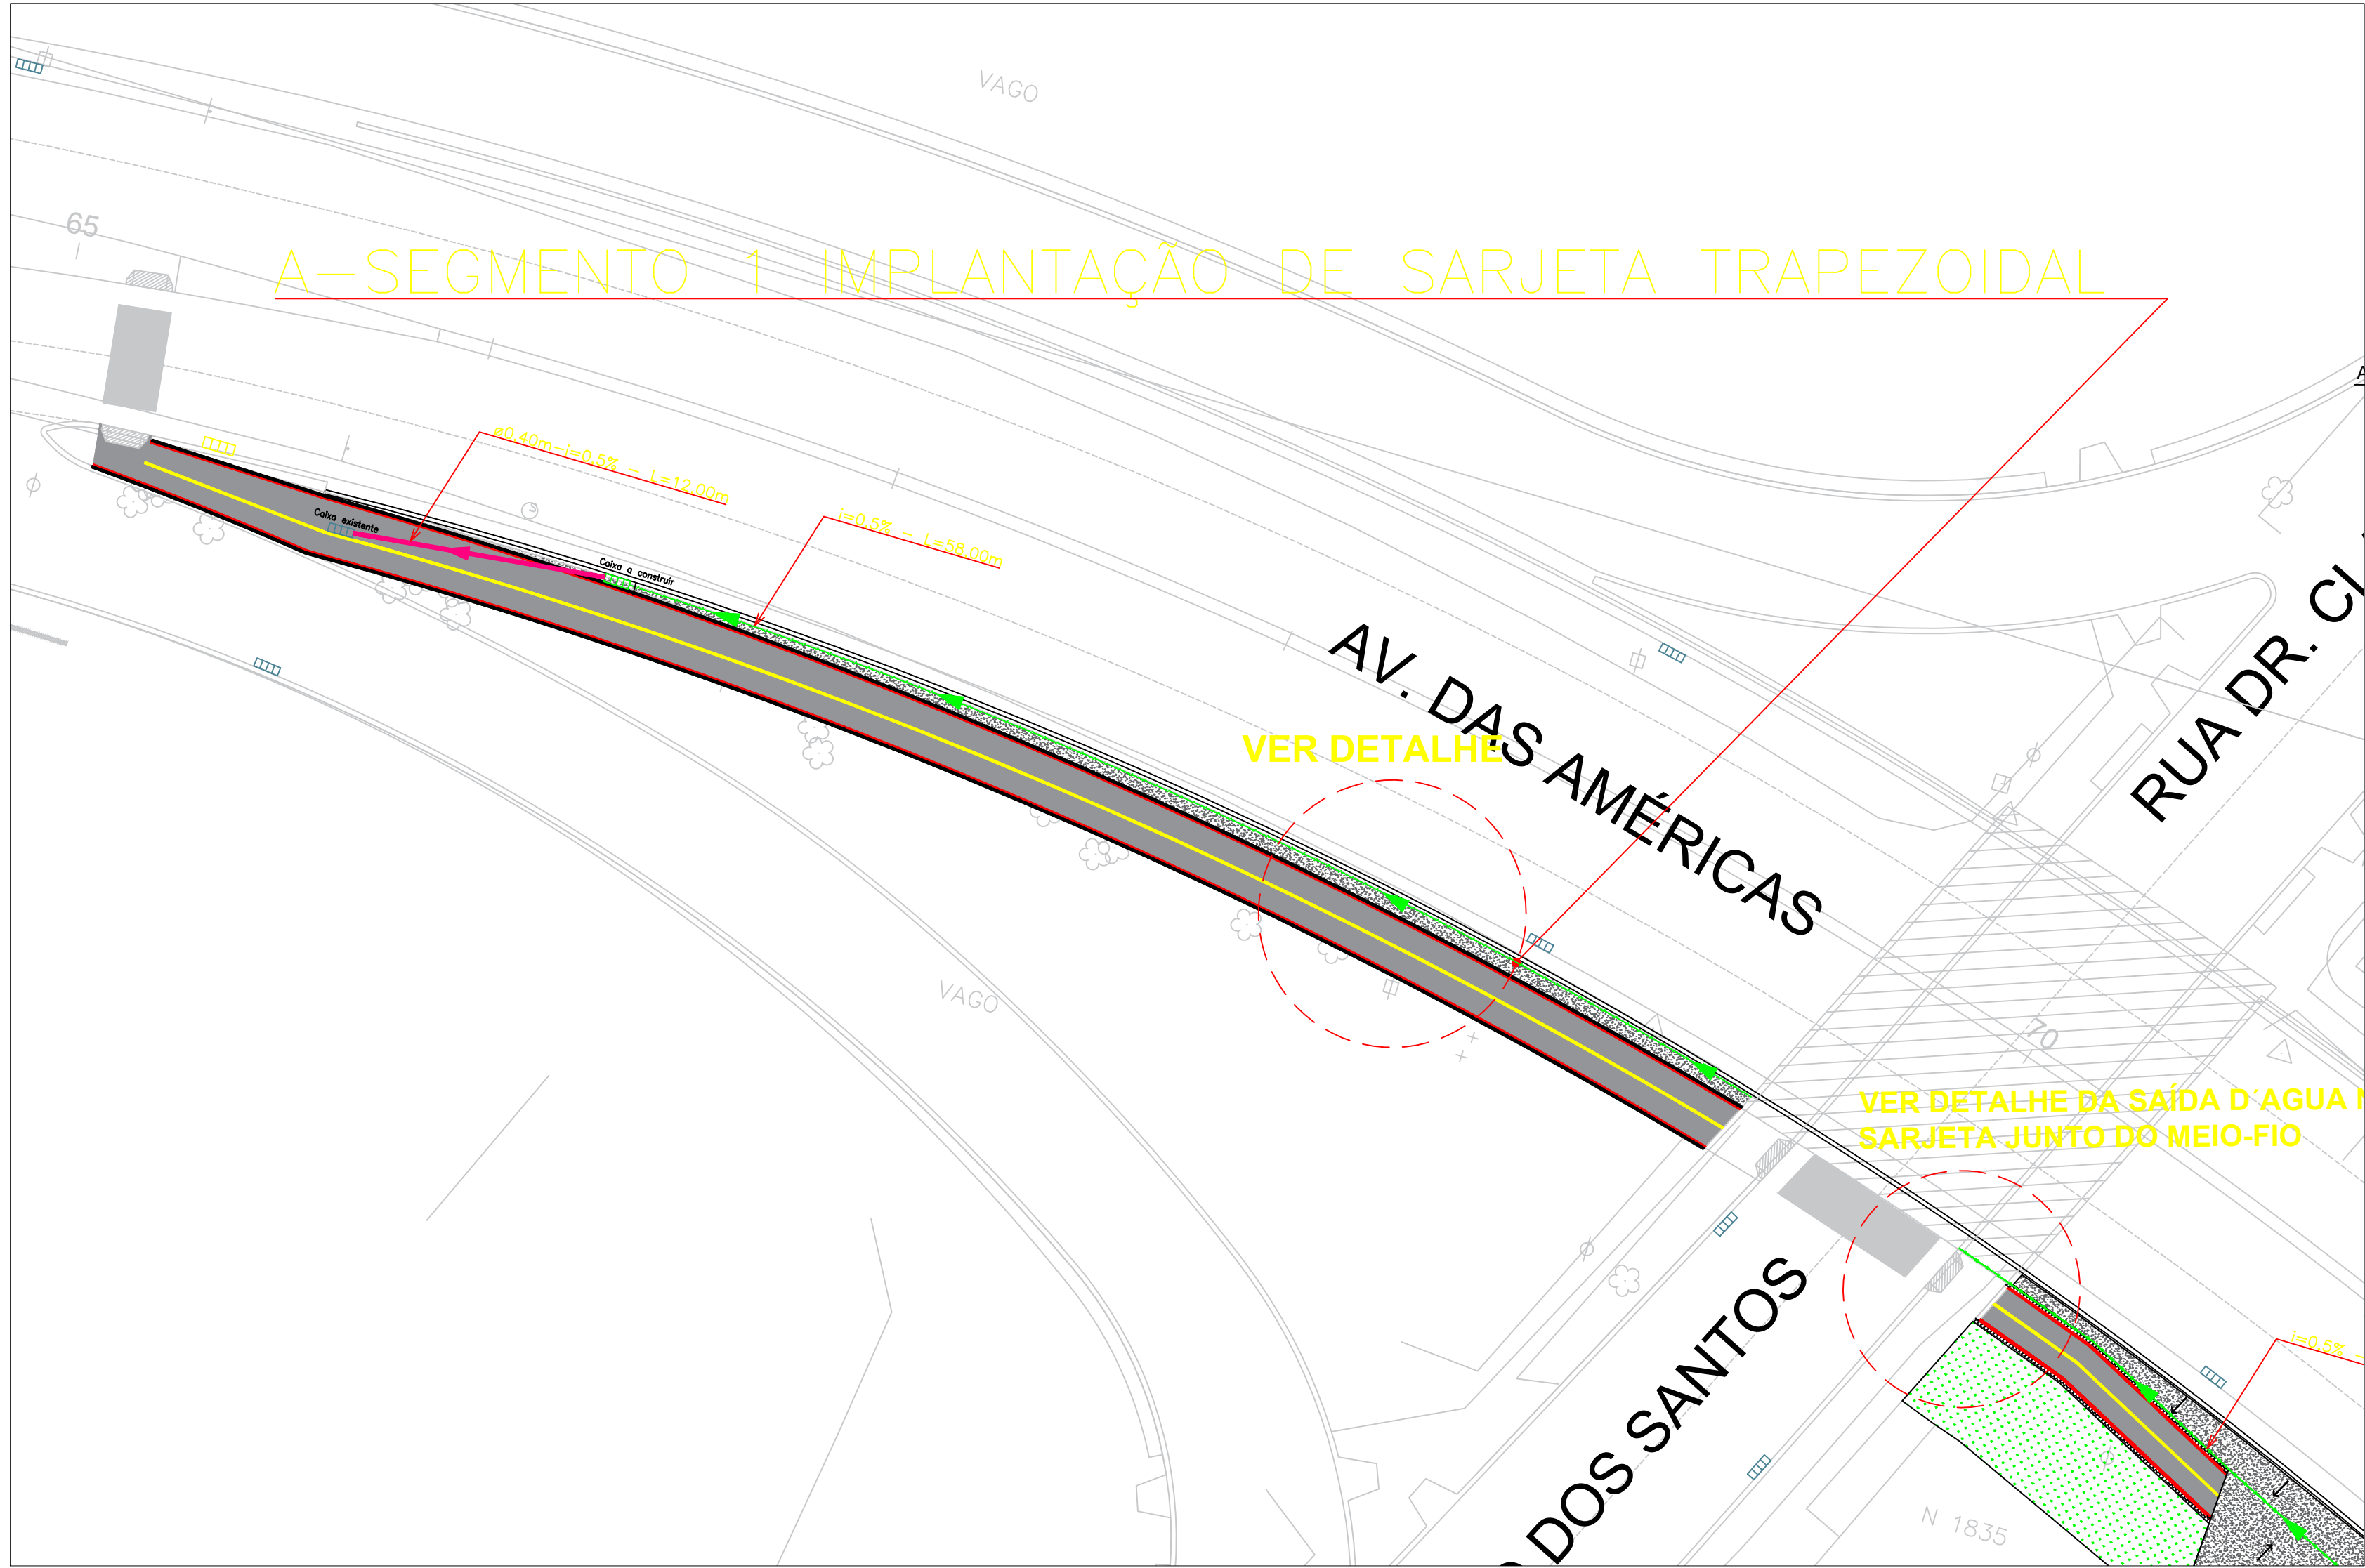 VAGO
65
A-SEGMENTO 1 IMPLANTAÇÃO DE SARJETA TRAPEZOIDAL
A
ø0.40m-i=0.5% - L=12.00m
i=0.5% - L=58.00m
Caixa existente
Caixa a construir
AV. DAS AMÉRICAS
RUA DR.
VER DETALHE
VAGO
70
VER DETALHE DA SAÍDA D´AGUA
SARJETA JUNTO DO MEIO-FIO
DOS SANTOS
i=0.5% -
N 1835